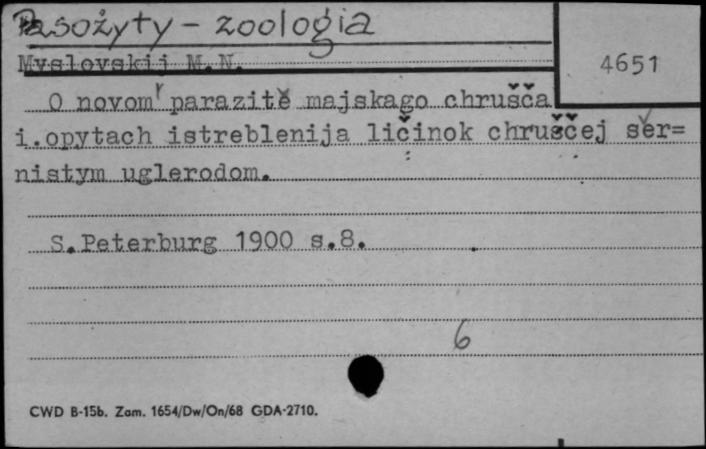 Pasożyty - zoologia
4651
Myslovskij M.N.
O novom' parazitě majskago chrušča
i.opytach istreblenija ličinok chruščej sěr=
nistym uglerodom.
S.Peterburg 1900 s.8.
6
CWD B-15b. Zam. 1654/Dw/On/68 GDA-2710.